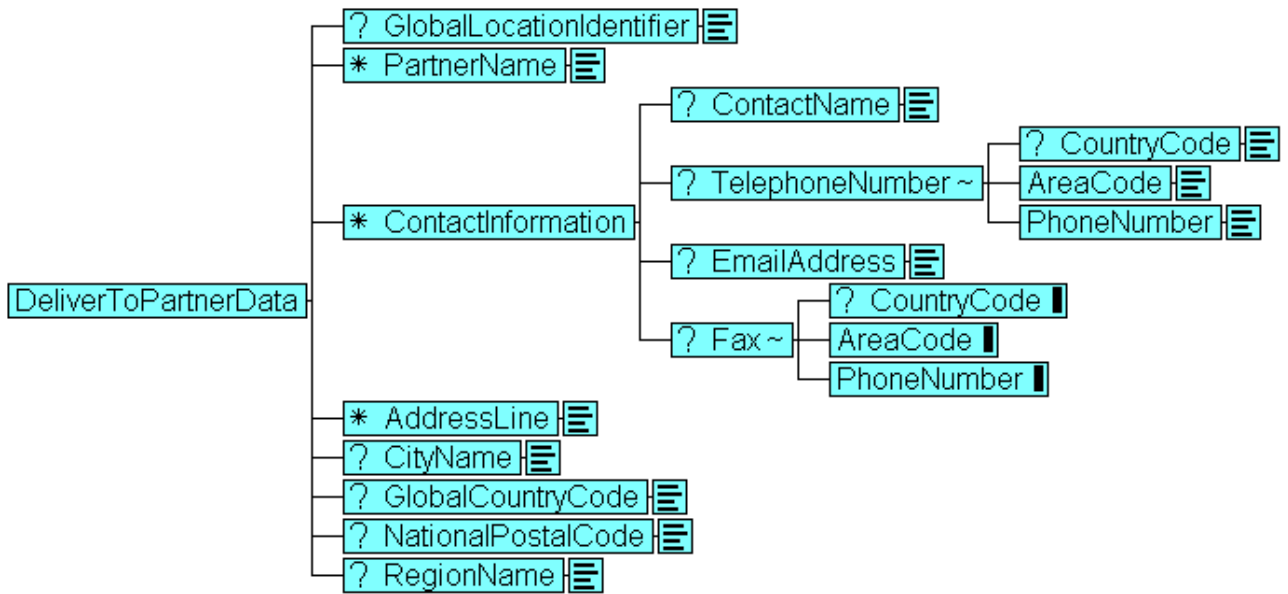 ? GlobalLocationIdentifier
* PartnerName
? ContactName
? CountryCode
? TelephoneNumber ~
AreaCode
* ContactInformation
PhoneNumber
? EmailAddress
DeliverToPartnerData
? CountryCode
? Fax ~
AreaCode
PhoneNumber
* AddressLine
? CityName
? GlobalCountryCode
? NationalPostalCode
? RegionName